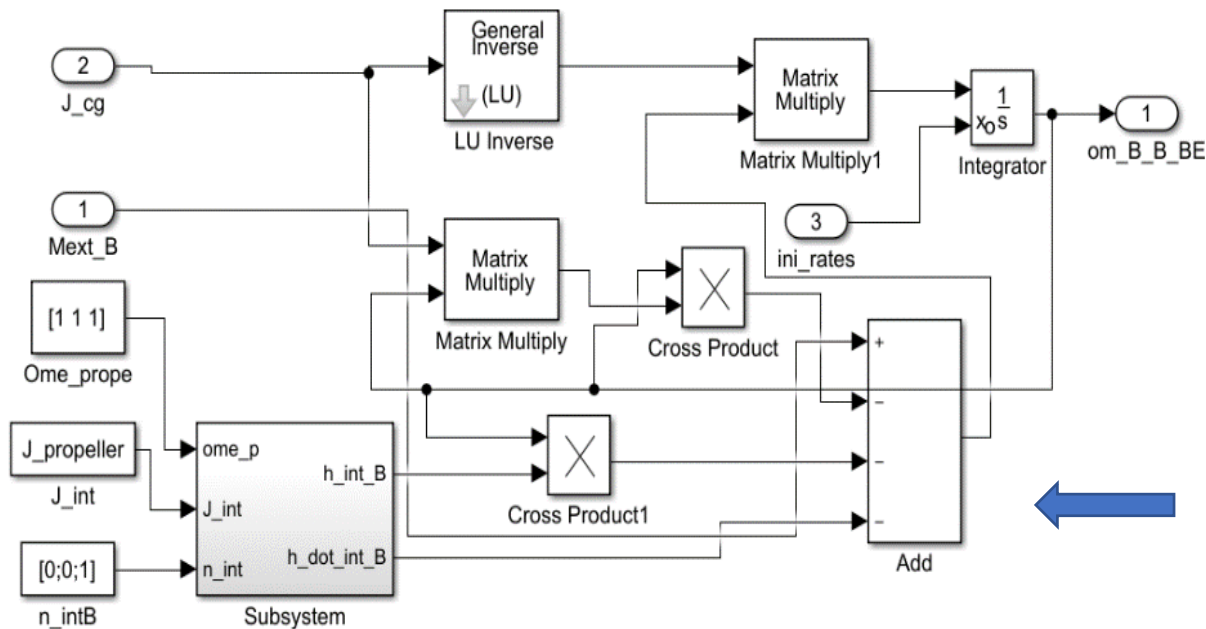 2
J_cg
General
Inverse
(LU)
LU Inverse
Matrix
Multiply
Matrix Multiply1
1
x₀ s
Integrator
1
om_B_B_BE
1
Mext_B
3
ini_rates
Matrix
Multiply
Matrix Multiply
Cross Product
[1 1 1]
Ome_prope
J_propeller
J_int
[0;0;1]
n_intB
ome_p
J_int
n_int
h_int_B
h_dot_int_B
Subsystem
Cross Product1
+
−
−
−
Add